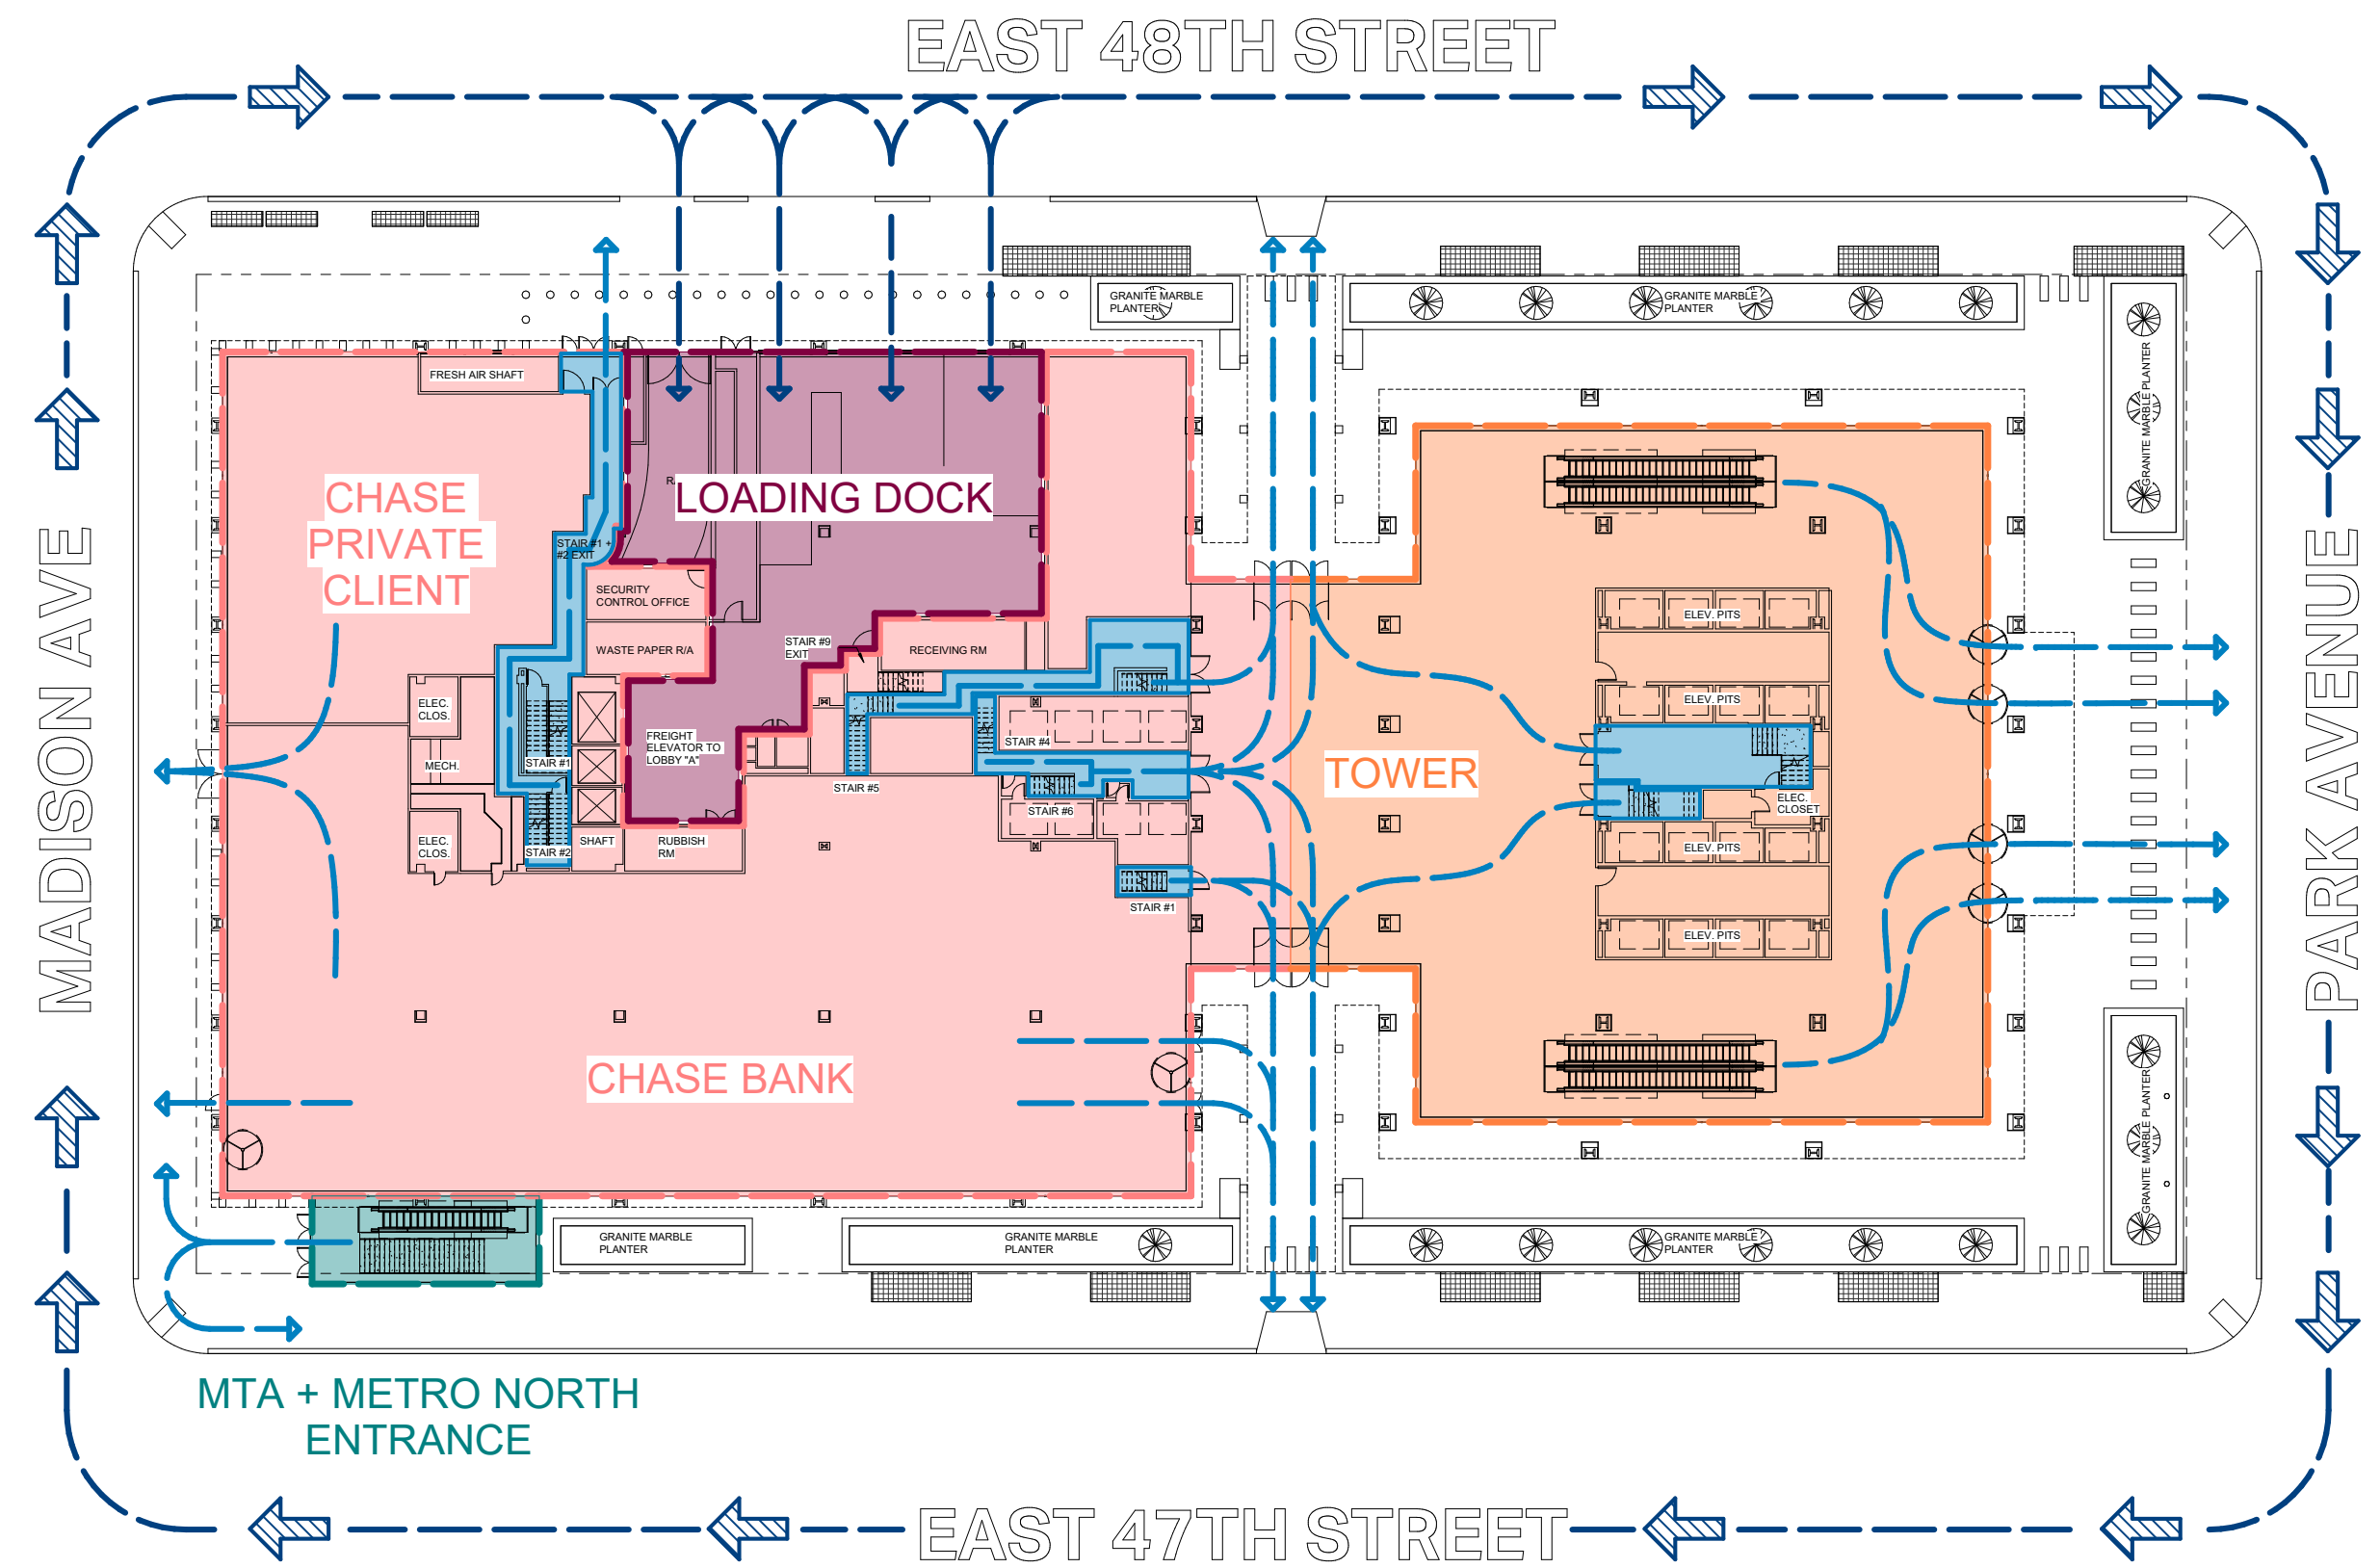 EAST 48TH STREET
GRANITE MARBLE
PLANTER
GRANITE MARBLE
PLANTER
GRANITE MARBLE PLANTER
FRESH AIR SHAFT
CHASE
PRIVATE
CLIENT
LOADING DOCK
STAIR #1 +
#2 EXIT
SECURITY
CONTROL OFFICE
WASTE PAPER R/A
STAIR #9
EXIT
RECEIVING RM
ELEV. PITS
ELEV. PITS
MADISON AVE
PARK AVENUE
ELEC.
CLOS.
MECH.
STAIR #1
FREIGHT
ELEVATOR TO
LOBBY "A"
STAIR #4
STAIR #5
STAIR #6
TOWER
ELEC.
CLOSET
ELEC.
CLOS.
STAIR #2
SHAFT
RUBBISH
RM
ELEV. PITS
STAIR #1
ELEV. PITS
CHASE BANK
GRANITE MARBLE PLANTER
GRANITE MARBLE
PLANTER
GRANITE MARBLE
PLANTER
GRANITE MARBLE
PLANTER
MTA + METRO NORTH
ENTRANCE
EAST 47TH STREET